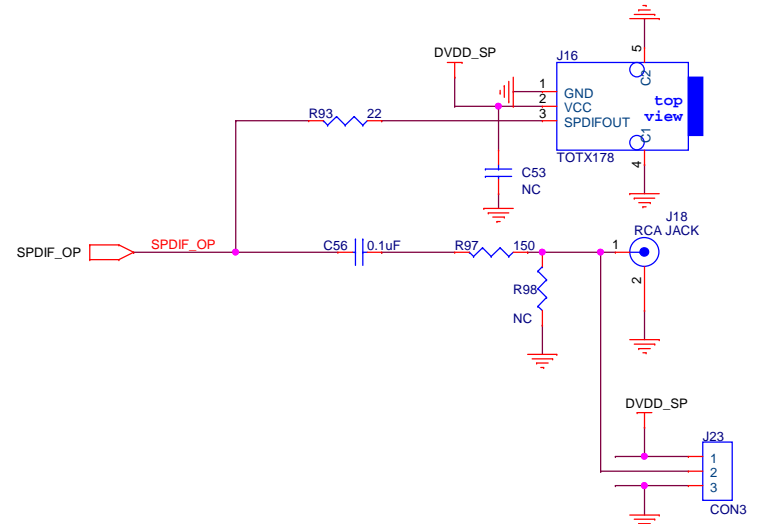 5
DVDD_SP
J16
C2
1
GND
2
VCC
top
view
R93
22
3
SPDIFOUT
C1
TOTX178
4
C53
NC
J18
RCA JACK
SPDIF_OP
SPDIF_OP
C56
0.1uF
R97
150
1
2
R98
NC
DVDD_SP
J23
1
2
3
CON3